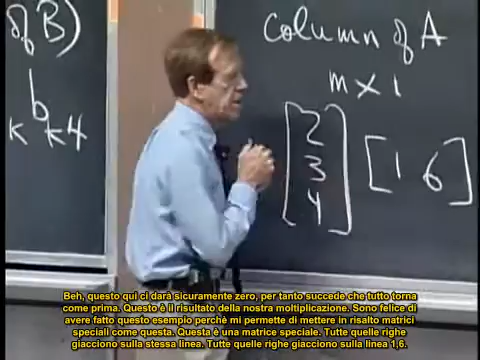 of B)
b
k k4
column of A
m x 1
[2 3 4] [1 6]
Beh, questo qui ci darà sicuramente zero, per tanto succede che tutto torna
come prima. Questo è il risultato della nostra moltiplicazione. Sono felice di
avere fatte questo esempio perchè mi permette di mettere in risalto matrici
speciali come questa. Questa è una matrice speciale. Tutte quelle righe
giacciono sulla stessa linea. Tutte quelle righe giacciono sulla linea 1,6.